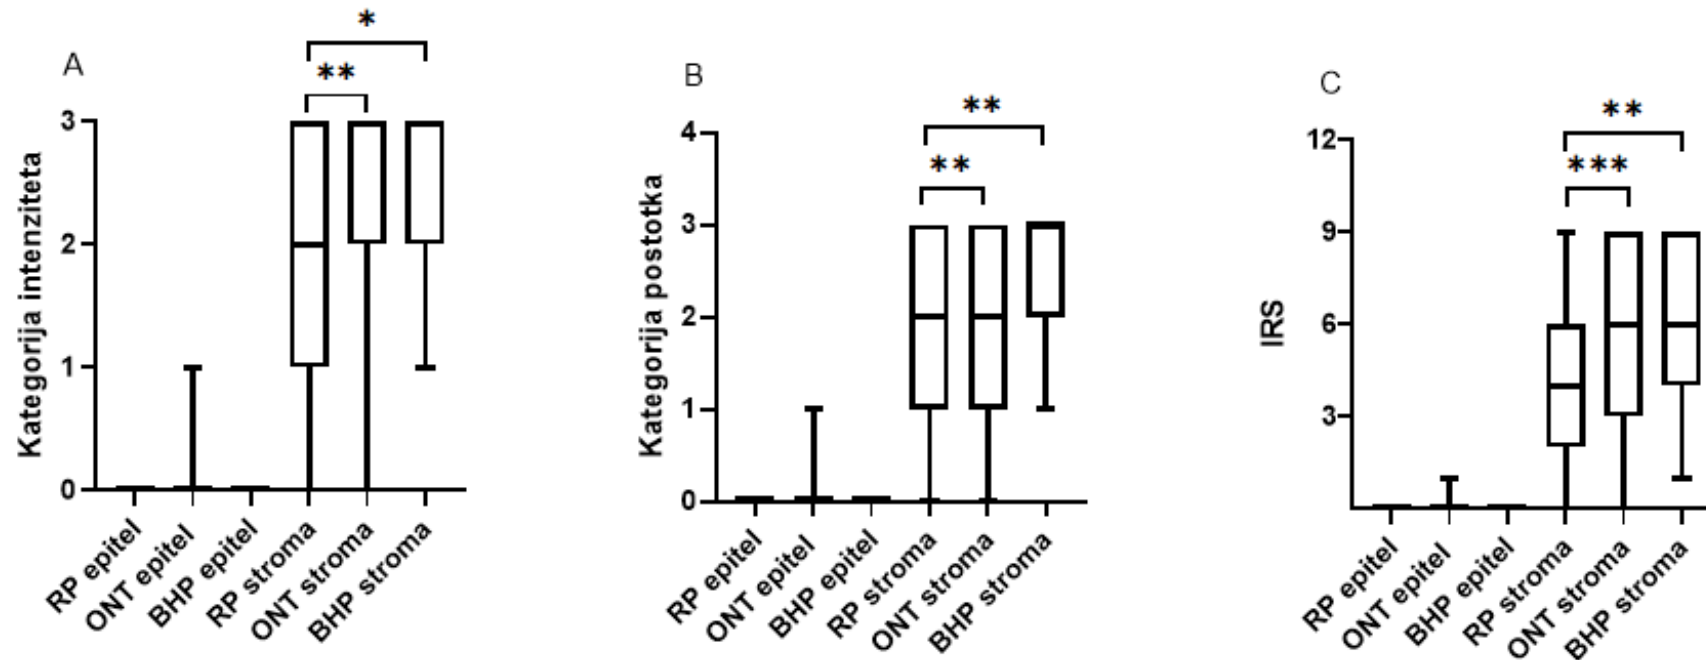 A
*
**
3
2
1
0
Kategorija intenziteta
RP epitel
ONT epitel
BHP epitel
RP stroma
ONT stroma
BHP stroma
B
**
**
4
3
2
1
0
Kategorija postotka
RP epitel
ONT epitel
BHP epitel
RP stroma
ONT stroma
BHP stroma
C
**
***
12
9
6
3
IRS
RP epitel
ONT epitel
BHP epitel
RP stroma
ONT stroma
BHP stroma